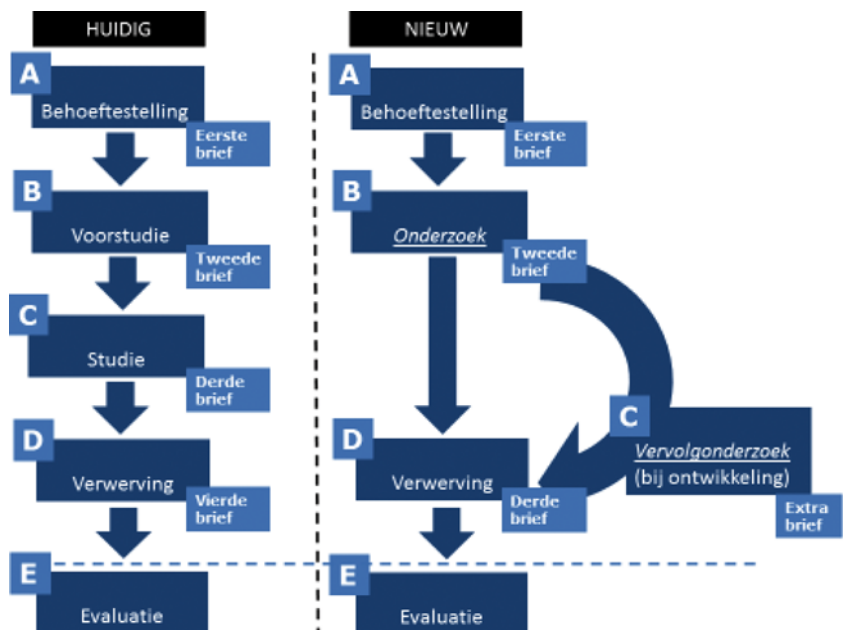 HUIDIG
A
Behoeftestelling
Eerste
brief
B
Voorstudie
Tweede
brief
C
Studie
Derde
brief
D
Verwerving
Vierde
brief
E
Evaluatie
NIEUW
A
Behoeftestelling
Eerste
brief
B
Onderzoek
Tweede
brief
C
Vervolgonderzoek
(bij ontwikkeling)
Extra
brief
D
Verwerving
Derde
brief
E
Evaluatie